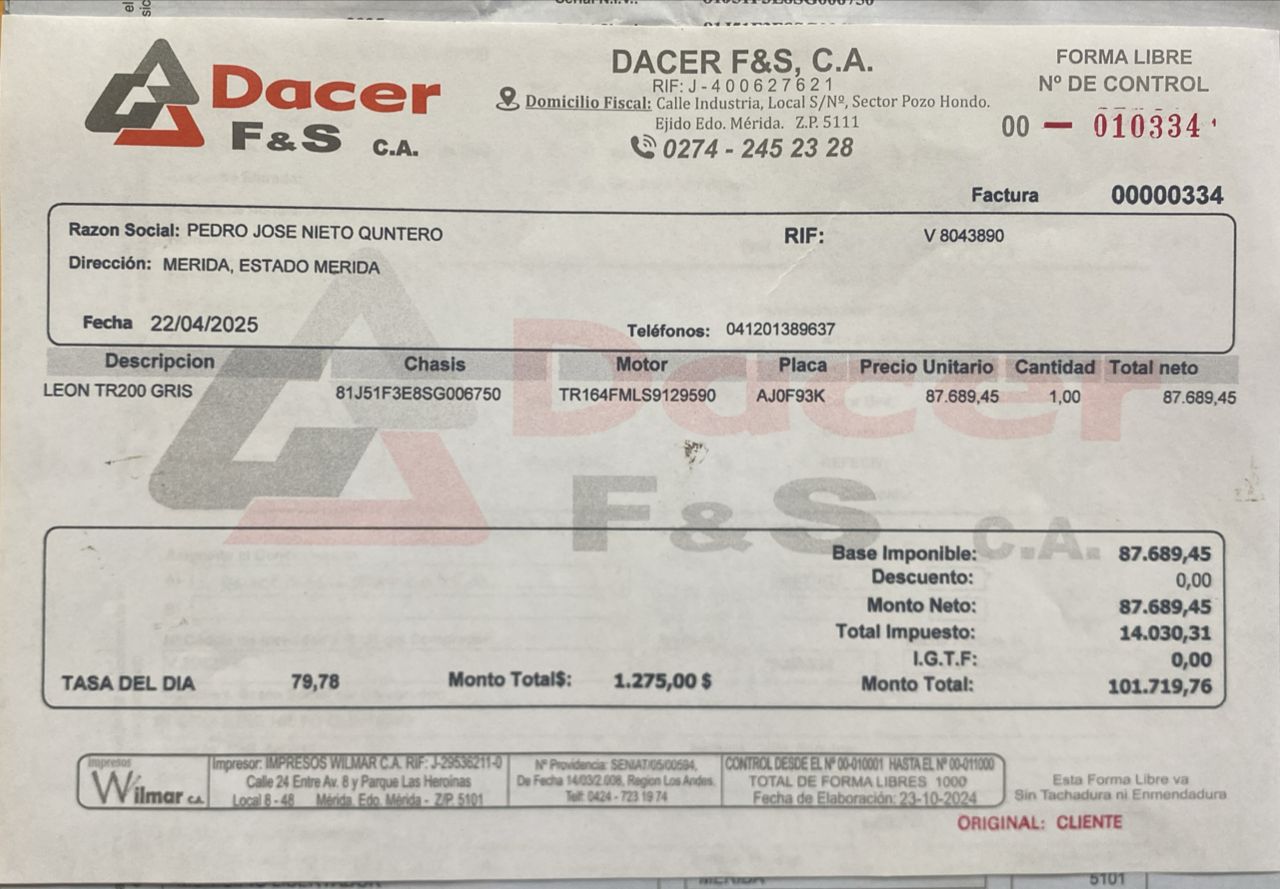 Dacer
F&S C.A.
DACER F&S, C.A.
RIF: J-400627621
Domicilio Fiscal: Calle Industria, Local S/Nº, Sector Pozo Hondo.
Ejido Edo. Mérida. Z.P. 5111
0274 - 245 23 28
FORMA LIBRE
Nº DE CONTROL
00 — 010334
Factura 00000334
Razon Social: PEDRO JOSE NIETO QUNTERO RIF: V 8043890
Dirección: MERIDA, ESTADO MERIDA
Fecha 22/04/2025 Teléfonos: 041201389637
Descripcion Chasis Motor Placa Precio Unitario Cantidad Total neto
LEON TR200 GRIS 81J51F3E8SG006750 TR164FMLS9129590 AJ0F93K 87.689,45 1,00 87.689,45
Dacer
F&S C.A.
Base Imponible: 87.689,45
Descuento: 0,00
Monto Neto: 87.689,45
Total Impuesto: 14.030,31
I.G.T.F: 0,00
TASA DEL DIA 79,78 Monto Total$: 1.275,00 $ Monto Total: 101.719,76
Impresos
Wilmar C.A.
Impresor: IMPRESOS WILMAR C.A. RIF: J-29536211-0
Calle 24 Entre Av. 8 y Parque Las Heroinas
Local 8 - 48 Mérida. Edo. Mérida - Z/P. 5101
Nº Providencia: SENIAT/05/00594,
De Fecha 14/03/2.008, Region Los Andes.
Telf: 0424 - 723 19 74
CONTROL DESDE EL Nº 00-010001 HASTA EL Nº 00-011000
TOTAL DE FORMA LIBRES 1000
Fecha de Elaboración: 23-10-2024
Esta Forma Libre va
Sin Tachadura ni Enmendadura
ORIGINAL: CLIENTE
5101